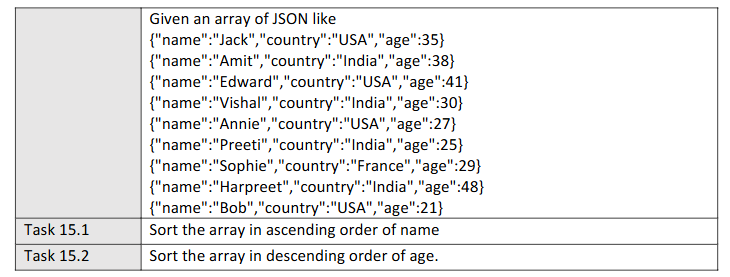 Given an array of JSON like
{"name":"Jack","country":"USA","age":35}
{"name":"Amit","country":"India","age":38}
{"name":"Edward","country":"USA","age":41}
{"name":"Vishal","country":"India","age":30}
{"name":"Annie","country":"USA","age":27}
{"name":"Preeti","country":"India","age":25}
{"name":"Sophie","country":"France","age":29}
{"name":"Harpreet","country":"India","age":48}
{"name":"Bob","country":"USA","age":21}
Task 15.1 Sort the array in ascending order of name
Task 15.2 Sort the array in descending order of age.